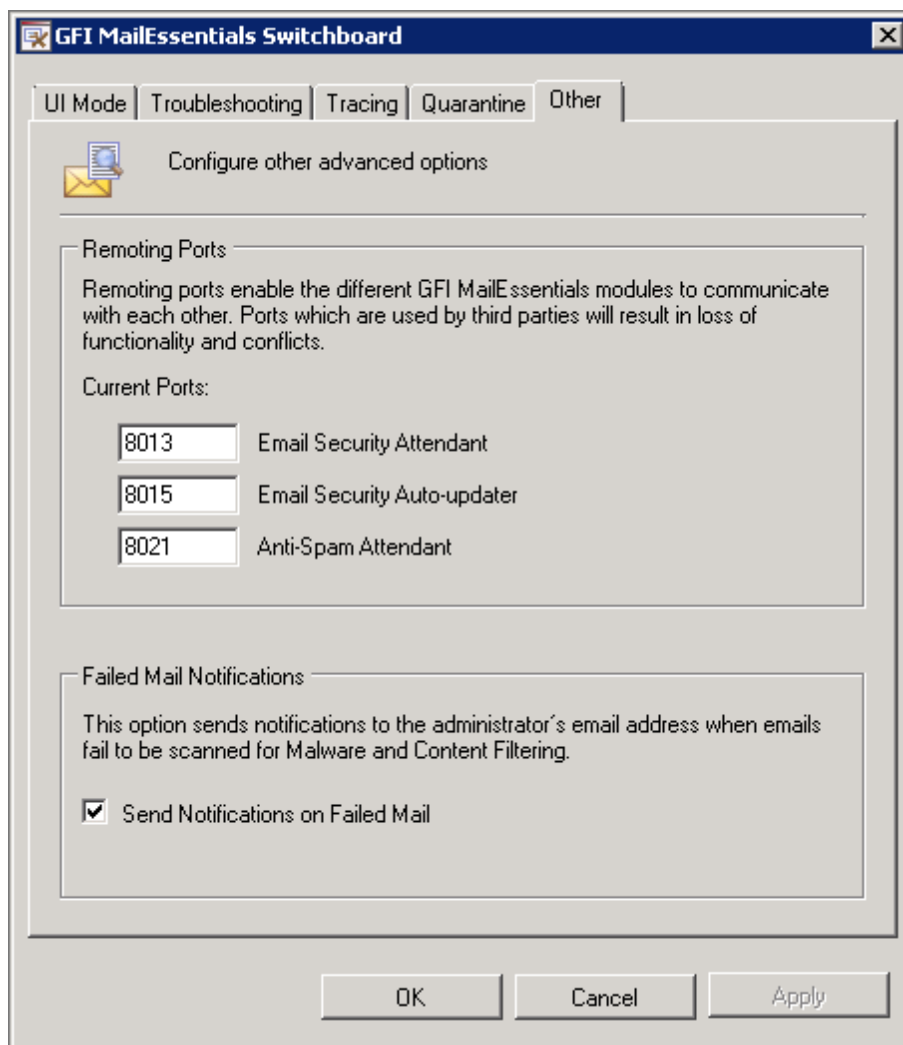 GFI MailEssentials Switchboard
UI Mode Troubleshooting Tracing Quarantine Other
Configure other advanced options
Remoting Ports
Remoting ports enable the different GFI MailEssentials modules to communicate
with each other. Ports which are used by third parties will result in loss of
functionality and conflicts.
Current Ports:
8013 Email Security Attendant
8015 Email Security Auto-updater
8021 Anti-Spam Attendant
Failed Mail Notifications
This option sends notifications to the administrator´s email address when emails
fail to be scanned for Malware and Content Filtering.
Send Notifications on Failed Mail
OK Cancel Apply